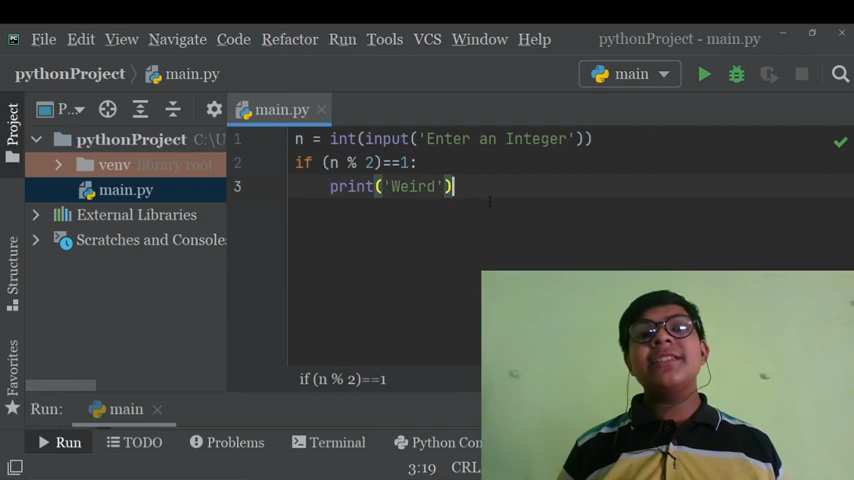 File Edit View Navigate Code Refactor Run Tools VCS Window Help pythonProject - main.py
pythonProject main.py main
Project
P... main.py
pythonProject C:\U
venv library root
main.py
External Libraries
Scratches and Console
1 n = int(input('Enter an Integer'))
2 if (n % 2)==1:
3 print('Weird')
if (n % 2)==1
Structure
Favorites
Run: main
Run TODO Problems Terminal Python Con
3:19 CRL